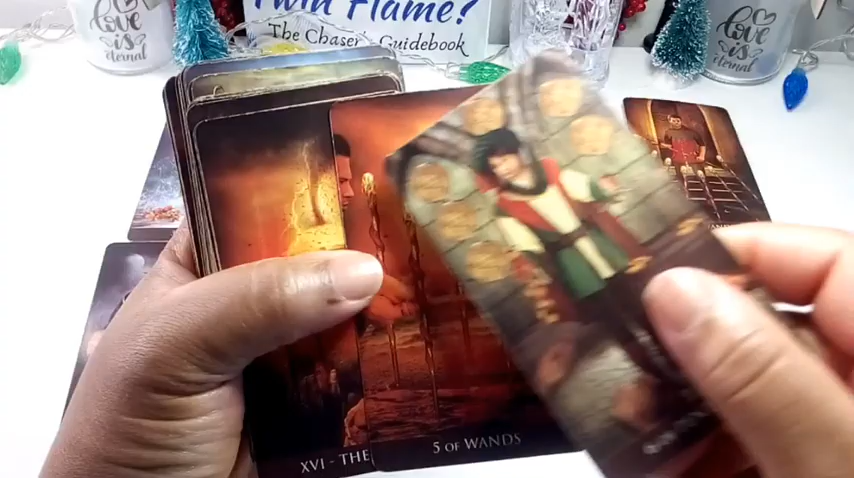 Twin Flame?
The Chaser's Guidebook
Love
is
eternal
Love
is
eternal
5 OF WANDS
XVI - THE